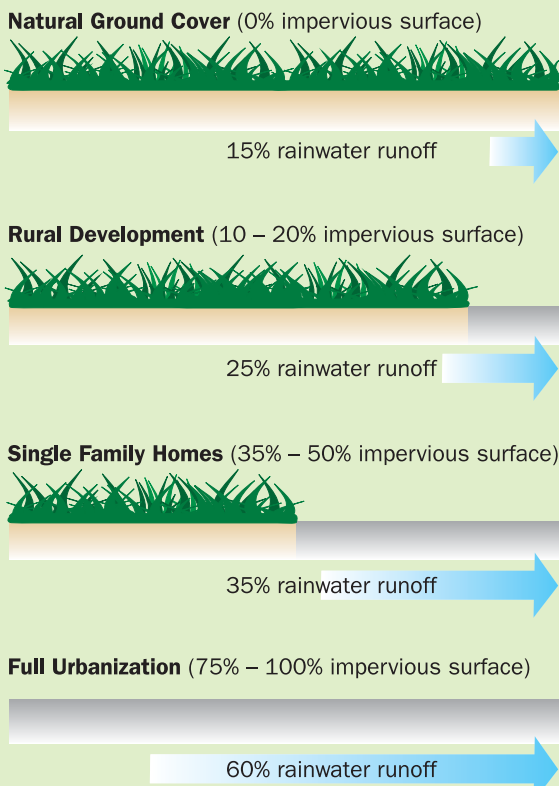 Natural Ground Cover (0% impervious surface)
15% rainwater runoff
Rural Development (10 – 20% impervious surface)
25% rainwater runoff
Single Family Homes (35% – 50% impervious surface)
35% rainwater runoff
Full Urbanization (75% – 100% impervious surface)
60% rainwater runoff